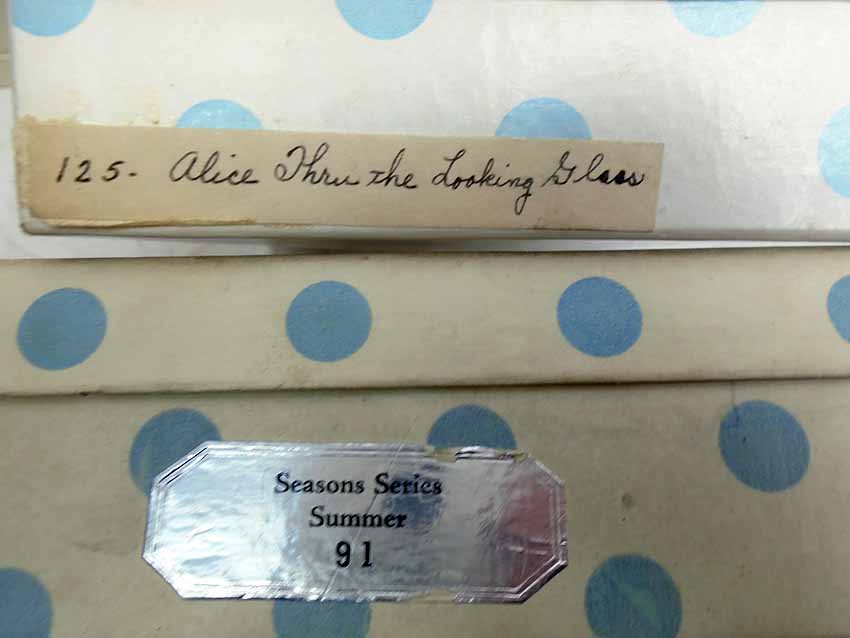 125- Alice Thru the Looking Glass
Seasons Series
Summer
91